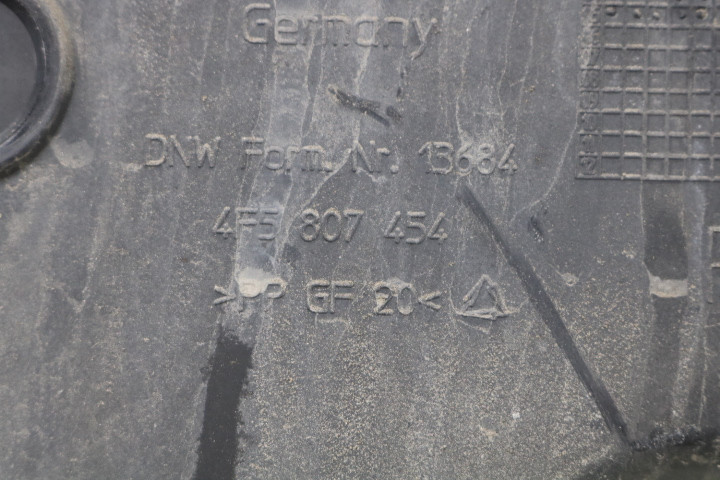 Germany
DNW Form. Nr. 13684
4F5 807 454
>PP GF 20<